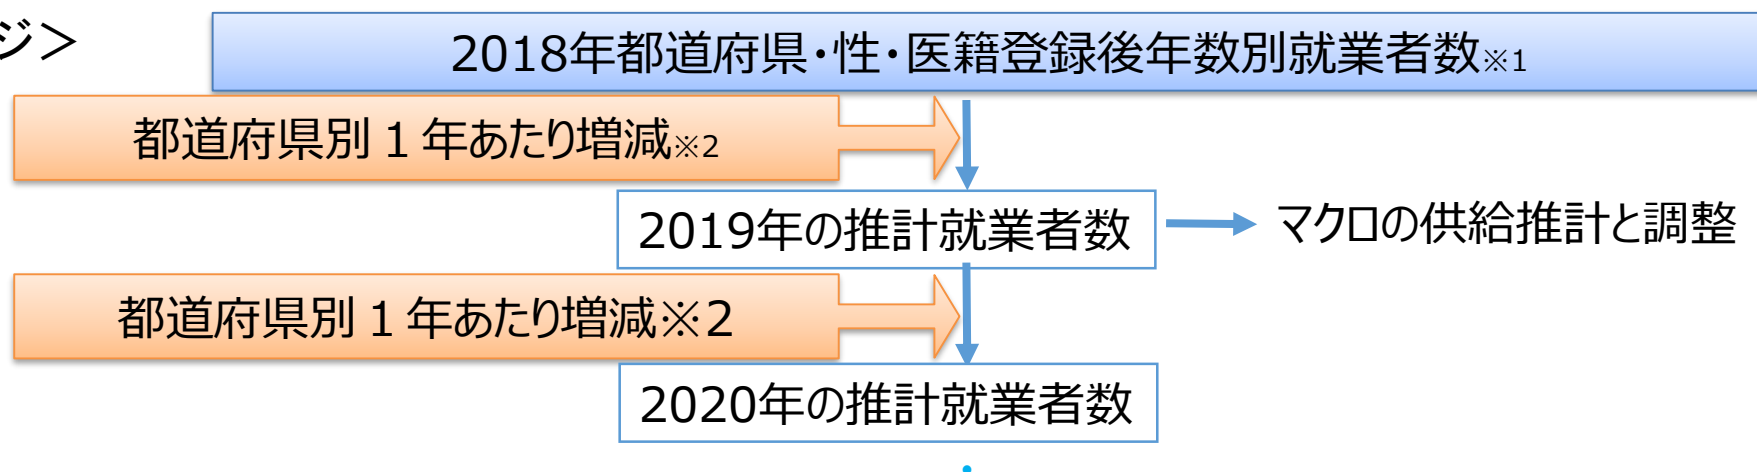 ジ＞
2018年都道府県・性・医籍登録後年数別就業者数※1
都道府県別１年あたり増減※2
2019年の推計就業者数
マクロの供給推計と調整
都道府県別１年あたり増減※2
2020年の推計就業者数